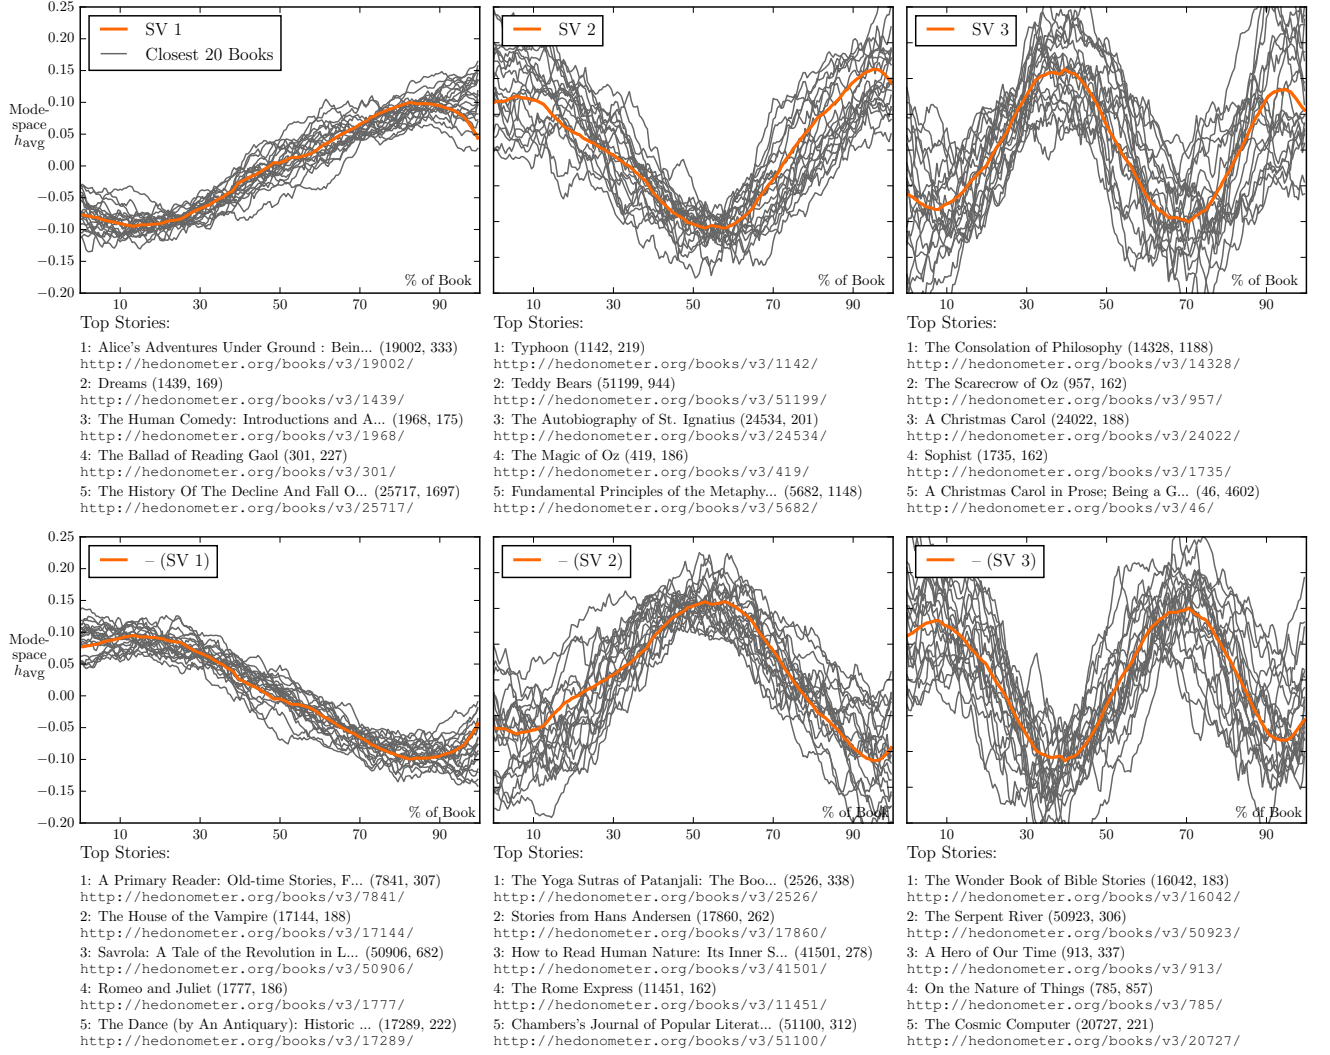 0.25
0.20
0.15
0.10
0.05
0.00
−0.05
−0.10
−0.15
−0.20
Mode-
space
havg
SV 1
Closest 20 Books
% of Book
10 30 50 70 90
SV 2
% of Book
10 30 50 70 90
SV 3
% of Book
10 30 50 70 90
Top Stories:
1: Alice's Adventures Under Ground : Bein... (19002, 333)
http://hedonometer.org/books/v3/19002/
2: Dreams (1439, 169)
http://hedonometer.org/books/v3/1439/
3: The Human Comedy: Introductions and A... (1968, 175)
http://hedonometer.org/books/v3/1968/
4: The Ballad of Reading Gaol (301, 227)
http://hedonometer.org/books/v3/301/
5: The History Of The Decline And Fall O... (25717, 1697)
http://hedonometer.org/books/v3/25717/
Top Stories:
1: Typhoon (1142, 219)
http://hedonometer.org/books/v3/1142/
2: Teddy Bears (51199, 944)
http://hedonometer.org/books/v3/51199/
3: The Autobiography of St. Ignatius (24534, 201)
http://hedonometer.org/books/v3/24534/
4: The Magic of Oz (419, 186)
http://hedonometer.org/books/v3/419/
5: Fundamental Principles of the Metaphy... (5682, 1148)
http://hedonometer.org/books/v3/5682/
Top Stories:
1: The Consolation of Philosophy (14328, 1188)
http://hedonometer.org/books/v3/14328/
2: The Scarecrow of Oz (957, 162)
http://hedonometer.org/books/v3/957/
3: A Christmas Carol (24022, 188)
http://hedonometer.org/books/v3/24022/
4: Sophist (1735, 162)
http://hedonometer.org/books/v3/1735/
5: A Christmas Carol in Prose; Being a G... (46, 4602)
http://hedonometer.org/books/v3/46/
0.25
0.20
0.15
0.10
0.05
0.00
−0.05
−0.10
−0.15
−0.20
Mode-
space
havg
– (SV 1)
% of Book
10 30 50 70 90
– (SV 2)
% of Book
10 30 50 70 90
– (SV 3)
% of Book
10 30 50 70 90
Top Stories:
1: A Primary Reader: Old-time Stories, F... (7841, 307)
http://hedonometer.org/books/v3/7841/
2: The House of the Vampire (17144, 188)
http://hedonometer.org/books/v3/17144/
3: Savrola: A Tale of the Revolution in L... (50906, 682)
http://hedonometer.org/books/v3/50906/
4: Romeo and Juliet (1777, 186)
http://hedonometer.org/books/v3/1777/
5: The Dance (by An Antiquary): Historic ... (17289, 222)
http://hedonometer.org/books/v3/17289/
Top Stories:
1: The Yoga Sutras of Patanjali: The Boo... (2526, 338)
http://hedonometer.org/books/v3/2526/
2: Stories from Hans Andersen (17860, 262)
http://hedonometer.org/books/v3/17860/
3: How to Read Human Nature: Its Inner S... (41501, 278)
http://hedonometer.org/books/v3/41501/
4: The Rome Express (11451, 162)
http://hedonometer.org/books/v3/11451/
5: Chambers's Journal of Popular Literat... (51100, 312)
http://hedonometer.org/books/v3/51100/
Top Stories:
1: The Wonder Book of Bible Stories (16042, 183)
http://hedonometer.org/books/v3/16042/
2: The Serpent River (50923, 306)
http://hedonometer.org/books/v3/50923/
3: A Hero of Our Time (913, 337)
http://hedonometer.org/books/v3/913/
4: On the Nature of Things (785, 857)
http://hedonometer.org/books/v3/785/
5: The Cosmic Computer (20727, 221)
http://hedonometer.org/books/v3/20727/